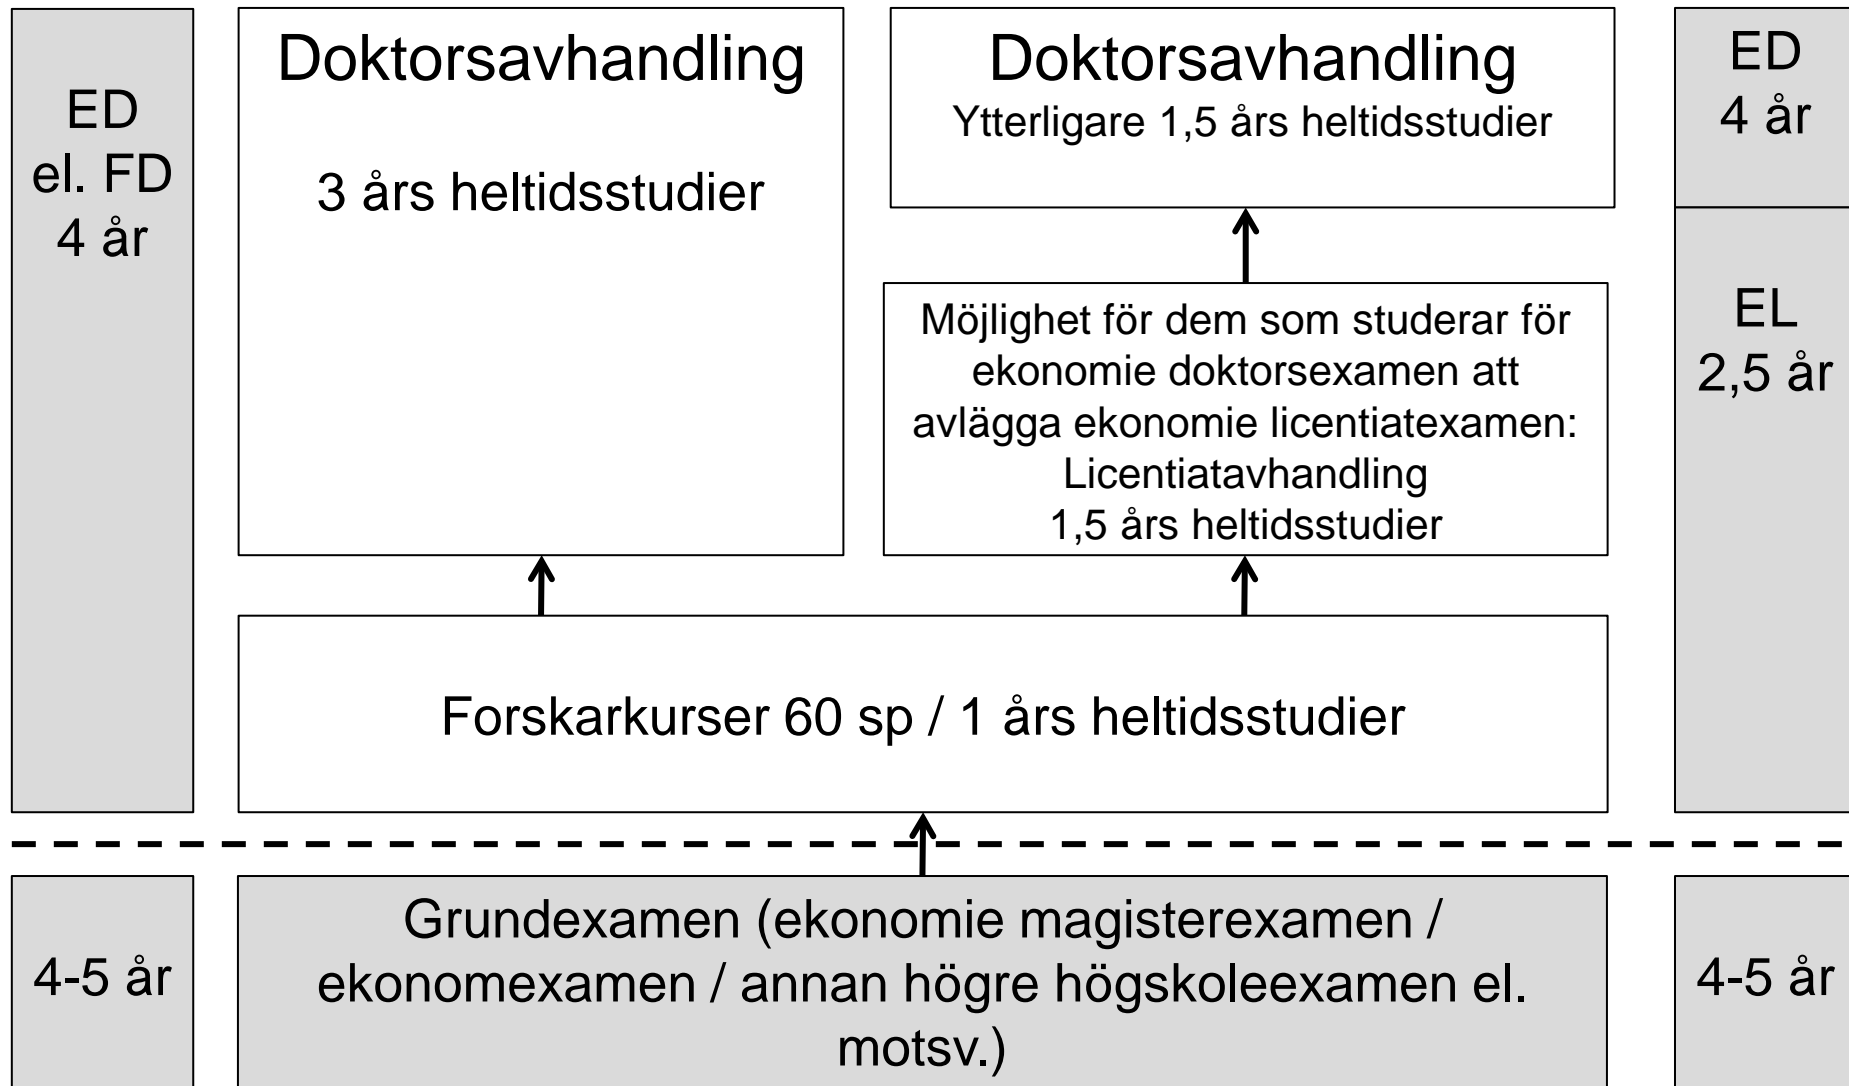 ED
el. FD
4 år
Doktorsavhandling
3 års heltidsstudier
Doktorsavhandling
Ytterligare 1,5 års heltidsstudier
ED
4 år
Möjlighet för dem som studerar för
ekonomie doktorsexamen att
avlägga ekonomie licentiatexamen:
Licentiatavhandling
1,5 års heltidsstudier
EL
2,5 år
Forskarkurser 60 sp / 1 års heltidsstudier
4-5 år
Grundexamen (ekonomie magisterexamen /
ekonomexamen / annan högre högskoleexamen el.
motsv.)
4-5 år